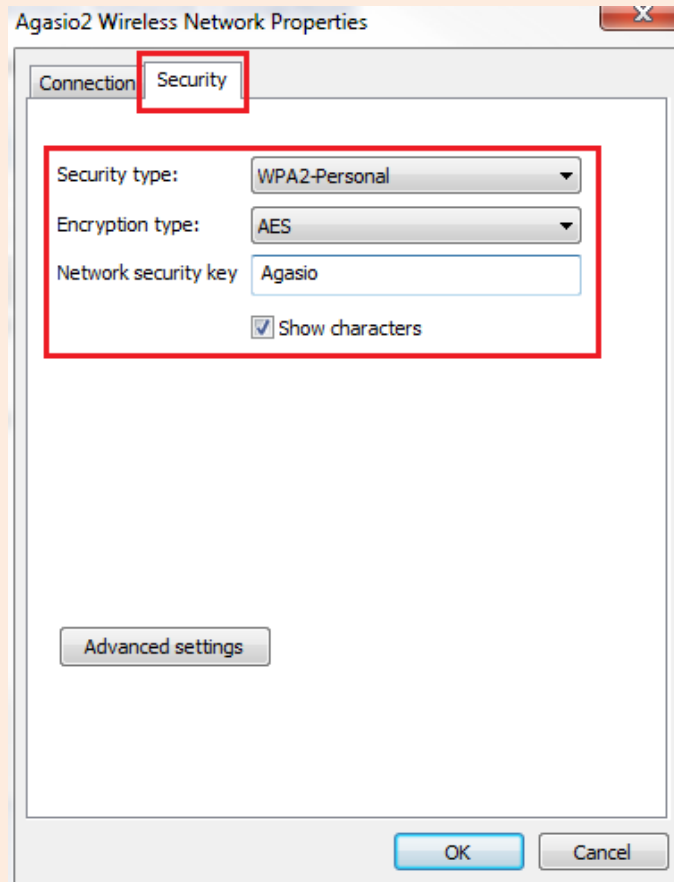 Agasio2 Wireless Network Properties
Connection Security
Security type: WPA2-Personal
Encryption type: AES
Network security key Agasio
Show characters
Advanced settings
OK Cancel